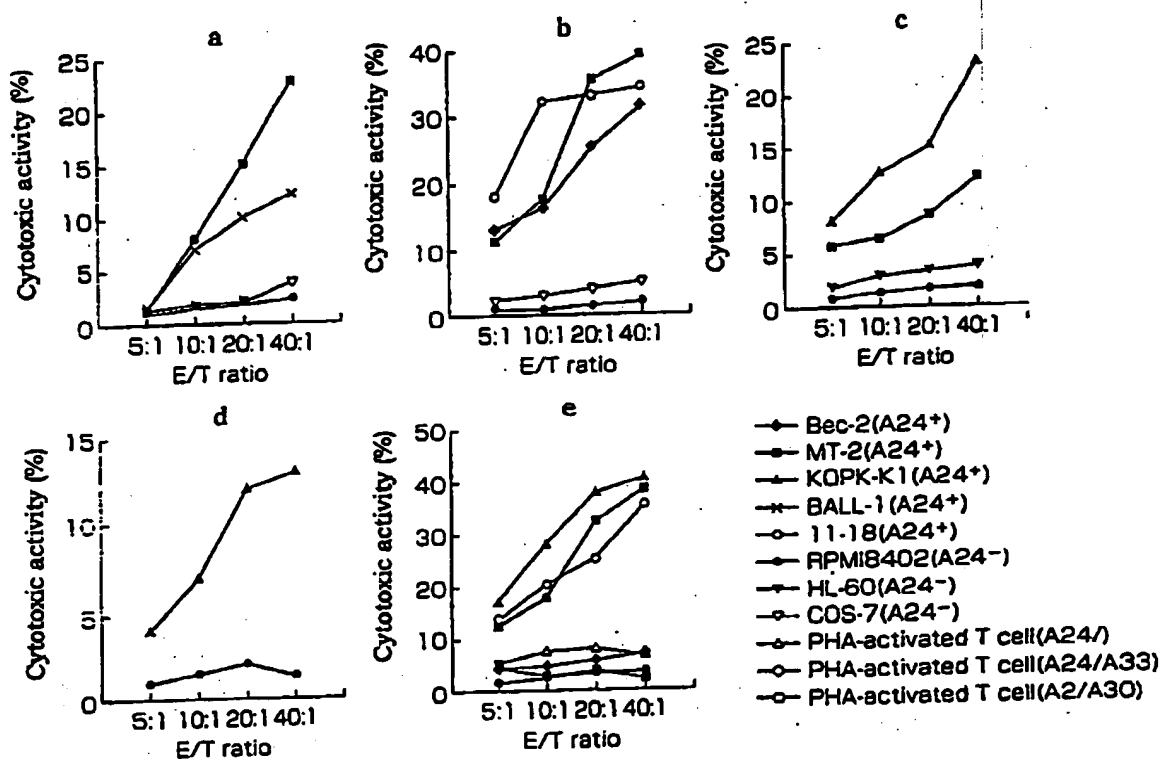 a
Cytotoxic activity (%)
25
20
15
10
5
0
5:1 10:1 20:1 40:1
E/T ratio
b
Cytotoxic activity (%)
40
30
20
10
0
5:1 10:1 20:1 40:1
E/T ratio
c
Cytotoxic activity (%)
25
20
15
10
5
0
5:1 10:1 20:1 40:1
E/T ratio
d
Cytotoxic activity (%)
15
10
5
0
5:1 10:1 20:1 40:1
E/T ratio
e
Cytotoxic activity (%)
50
40
30
20
10
0
5:1 10:1 20:1 40:1
E/T ratio
Bec-2(A24+)
MT-2(A24+)
KOPK-K1(A24+)
BALL-1(A24+)
11-18(A24+)
RPMI8402(A24-)
HL-60(A24-)
COS-7(A24-)
PHA-activated T cell(A24/)
PHA-activated T cell(A24/A33)
PHA-activated T cell(A2/A30)